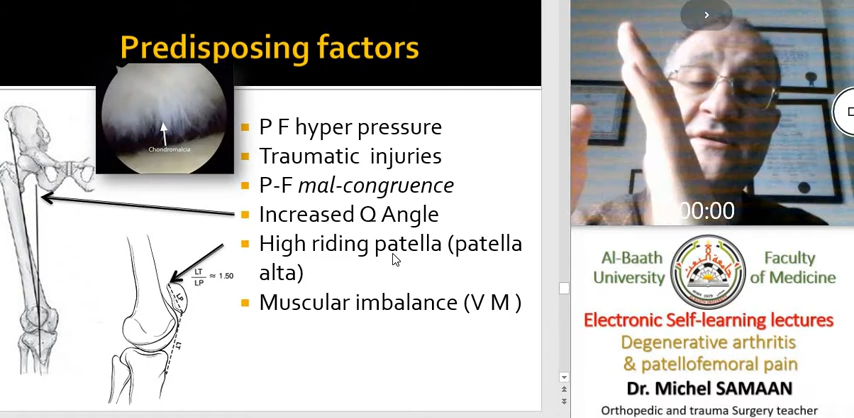 Predisposing factors
Chondromalcia
P F hyper pressure
Traumatic injuries
P-F mal-congruence
Increased Q Angle
High riding patella (patella
alta)
Muscular imbalance (V M )
LT
LP
≈ 1.50
LP
LT
00:00
Al-Baath
University
Faculty
of Medicine
Electronic Self-learning lectures
Degenerative arthritis
& patellofemoral pain
Dr. Michel SAMAAN
Orthopedic and trauma Surgery teacher